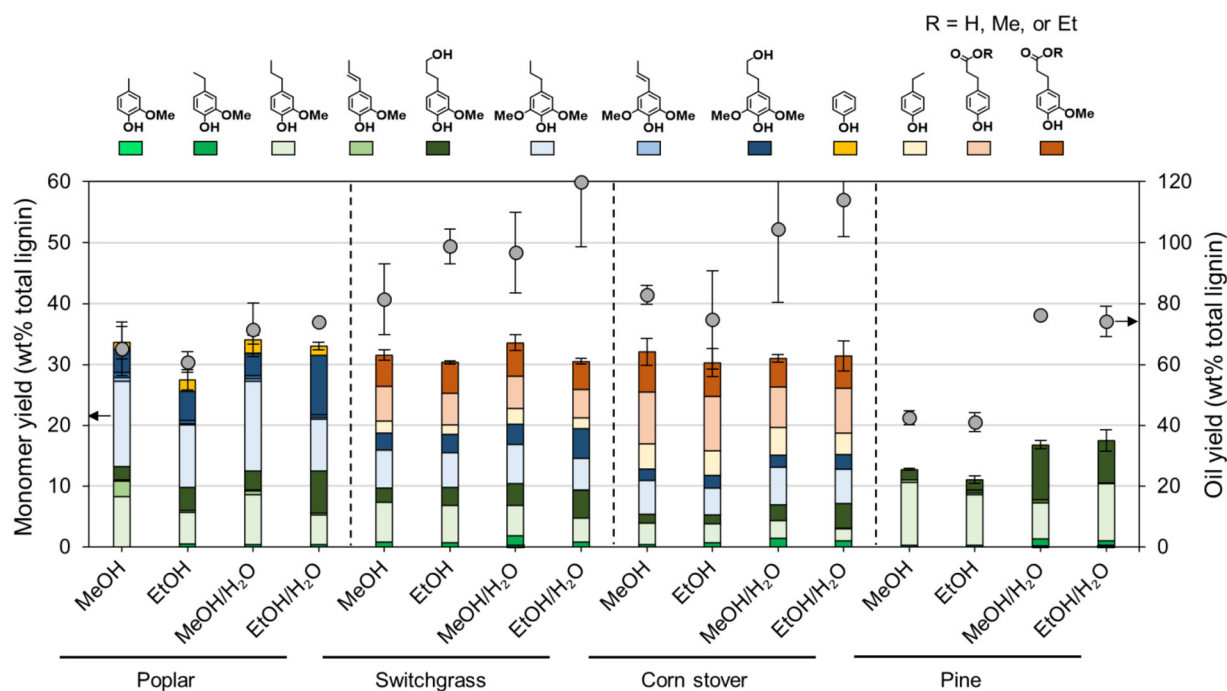 R = H, Me, or Et
OMe
OH
OMe
OH
OMe
OH
OMe
OH
OH
OMe
OH
MeO
OMe
OH
MeO
OMe
OH
OH
MeO
OMe
OH
OH
OH
O
OR
OH
O
OR
OMe
OH
Monomer yield (wt% total lignin)
60
50
40
30
20
10
0
Oil yield (wt% total lignin)
120
100
80
60
40
20
0
MeOH
EtOH
MeOH/H₂O
EtOH/H₂O
MeOH
EtOH
MeOH/H₂O
EtOH/H₂O
MeOH
EtOH
MeOH/H₂O
EtOH/H₂O
MeOH
EtOH
MeOH/H₂O
EtOH/H₂O
Poplar
Switchgrass
Corn stover
Pine